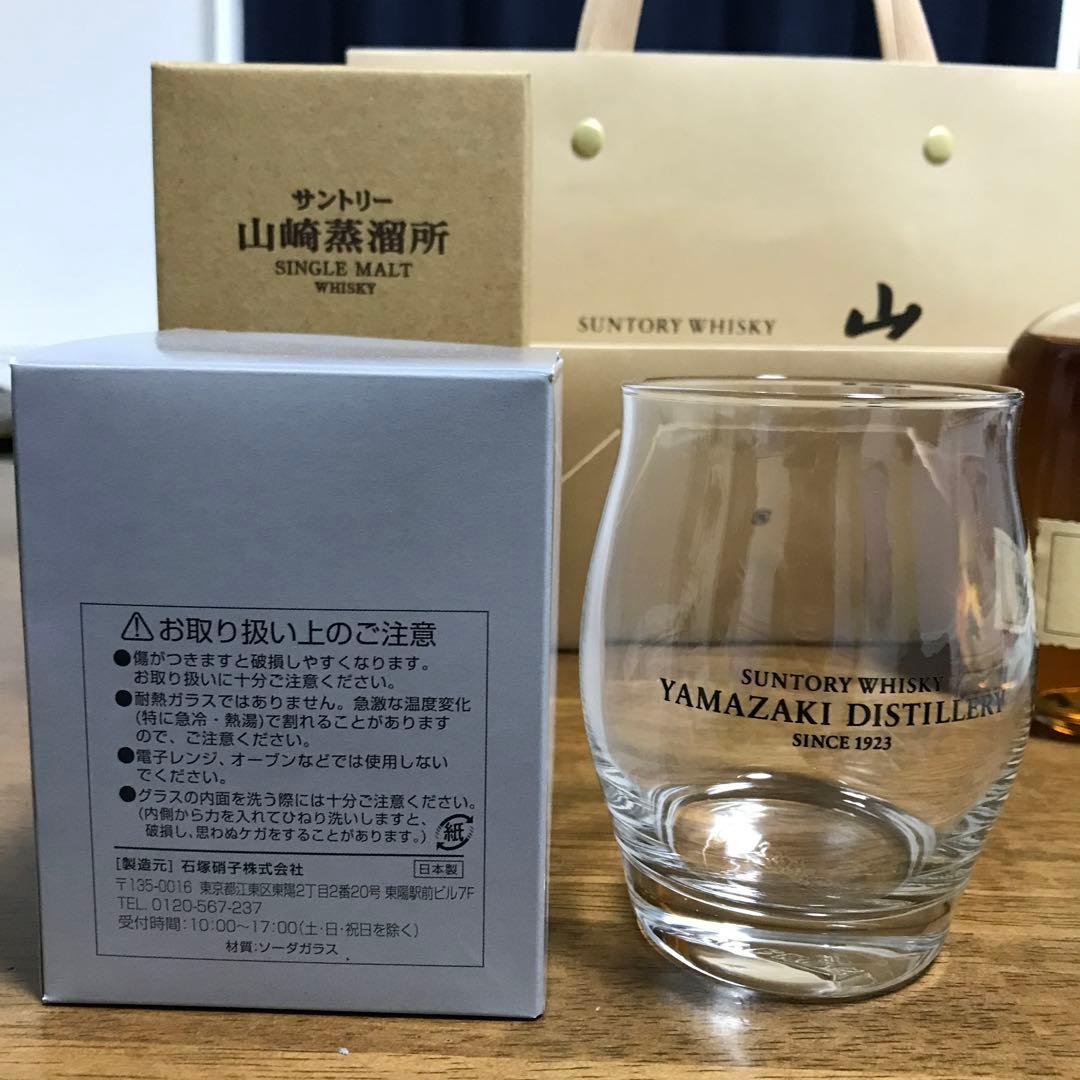 サントリー
山崎蒸溜所
SINGLE MALT
WHISKY
SUNTORY WHISKY 山
⚠お取り扱い上のご注意
●傷がつきますと破損しやすくなります。
お取り扱いに十分ご注意ください。
●耐熱ガラスではありません。急激な温度変化
(特に急冷・熱湯)で割れることがあります
ので、ご注意ください。
●電子レンジ、オーブンなどでは使用しない
でください。
●グラスの内面を洗う際には十分ご注意ください。
(内側から力を入れてひねり洗いしますと、
破損し、思わぬケガをすることがあります。)
紙
[製造元] 石塚硝子株式会社 日本製
〒135-0016 東京都江東区東陽2丁目2番20号 東陽駅前ビル7F
TEL. 0120-567-237
受付時間:10:00〜17:00(土・日・祝日を除く)
材質:ソーダガラス
SUNTORY WHISKY
YAMAZAKI DISTILLERY
SINCE 1923